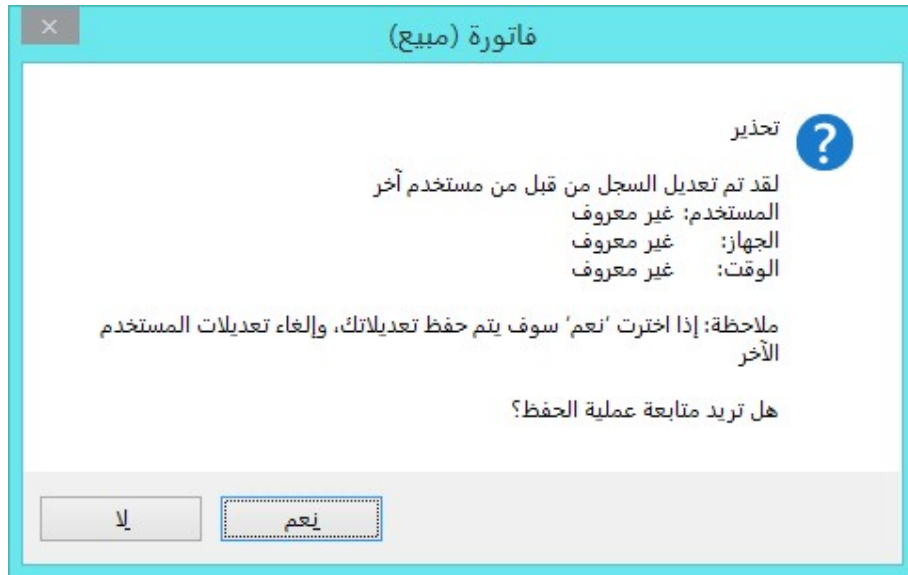 فاتورة (مبيع)
تحذير
لقد تم تعديل السجل من قبل من مستخدم آخر
المستخدم: غير معروف
الجهاز: غير معروف
الوقت: غير معروف
ملاحظة: إذا اخترت ’نعم‘ سوف يتم حفظ تعديلاتك، وإلغاء تعديلات المستخدم
الآخر
هل تريد متابعة عملية الحفظ؟
نعم
لا